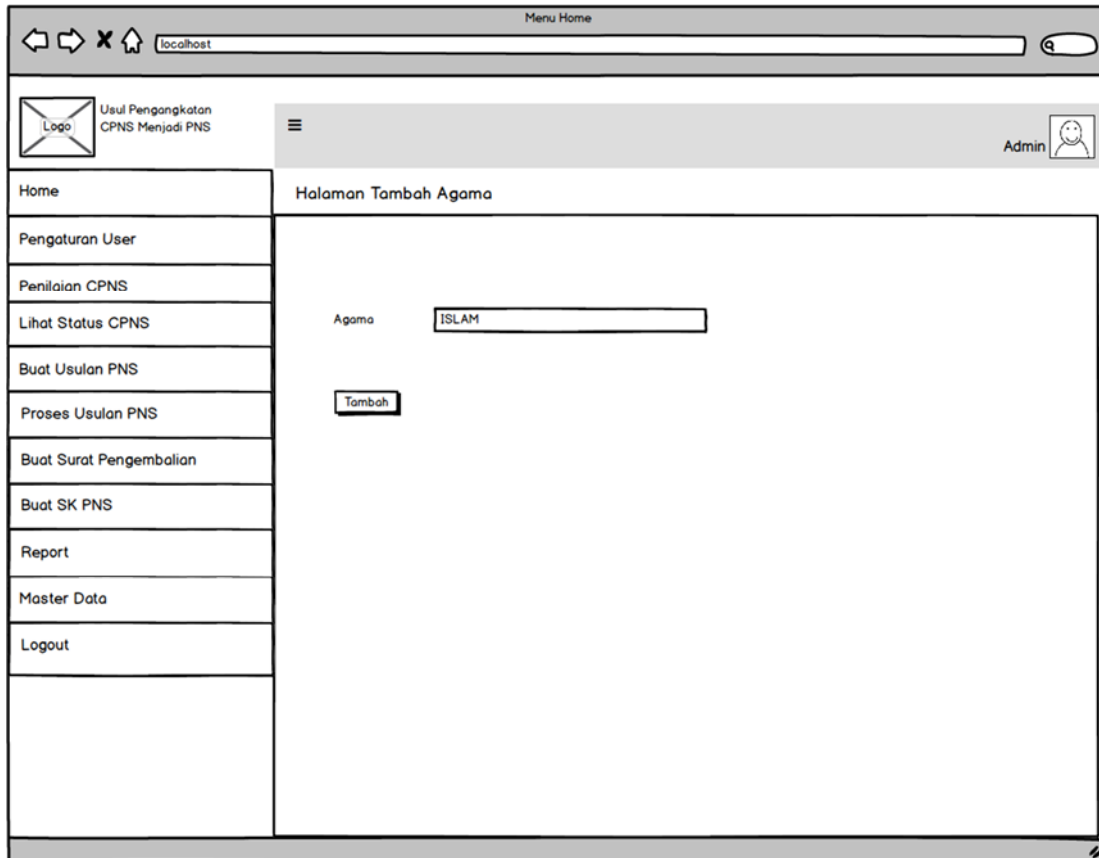 Menu Home
localhost
Logo
Usul Pengangkatan
CPNS Menjadi PNS
Admin
Home
Halaman Tambah Agama
Pengaturan User
Penilaian CPNS
Lihat Status CPNS
Agama
ISLAM
Buat Usulan PNS
Tambah
Proses Usulan PNS
Buat Surat Pengembalian
Buat SK PNS
Report
Master Data
Logout